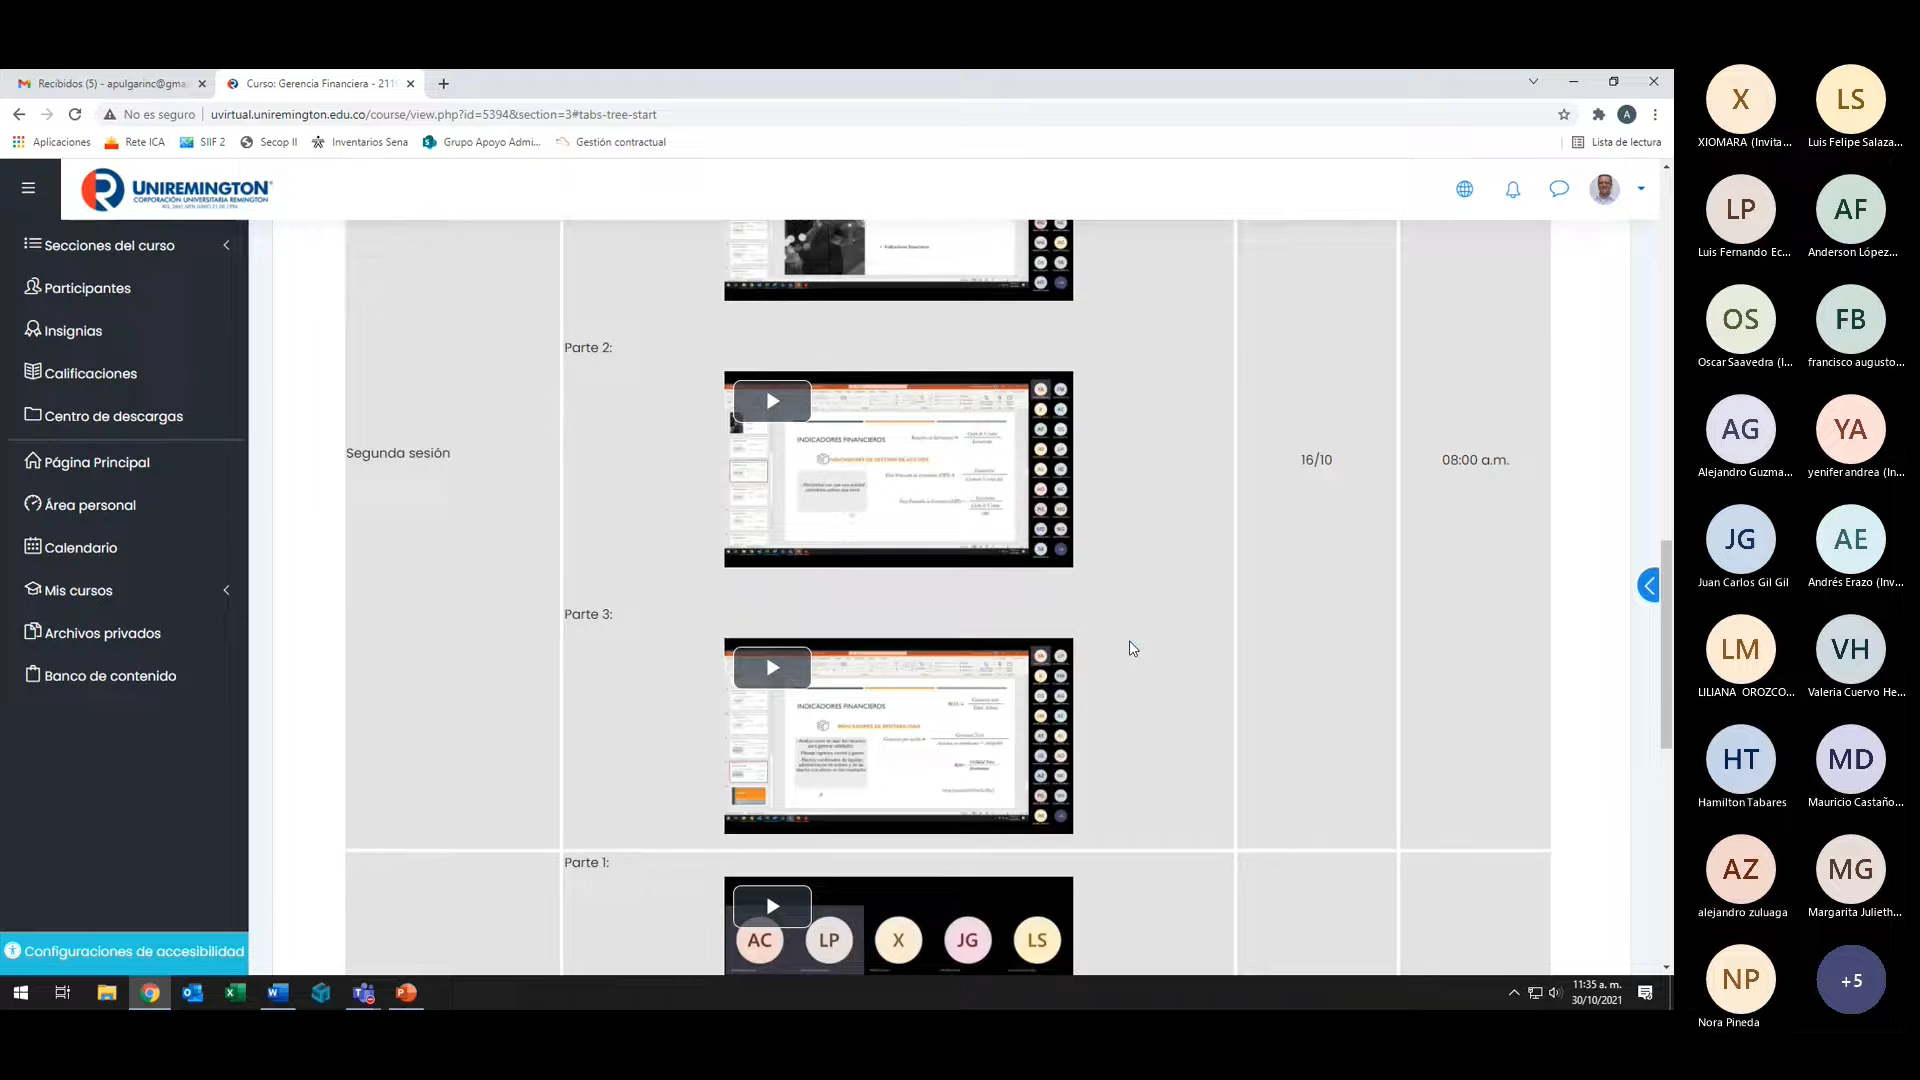 Recibidos (5) - apulgarinc@gma
Curso: Gerencia Financiera - 211
No es seguro
uvirtual.uniremington.edu.co/course/view.php?id=5394&section=3#tabs-tree-start
Aplicaciones
Rete ICA
SIIF 2
Secop II
Inventarios Sena
Grupo Apoyo Admi...
Gestión contractual
Lista de lectura
UNIREMINGTON
CORPORACIÓN UNIVERSITARIA REMINGTON
Secciones del curso
Participantes
Insignias
Calificaciones
Centro de descargas
Página Principal
Área personal
Calendario
Mis cursos
Archivos privados
Banco de contenido
Configuraciones de accesibilidad
Segunda sesión
Parte 2:
INDICADORES FINANCIEROS
Parte 3:
INDICADORES FINANCIEROS
INDICADORES DE RENTABILIDAD
16/10
08:00 a.m.
Parte 1:
AC
LP
X
JG
LS
11:35 a. m.
30/10/2021
X
XIOMARA (Invita...
LS
Luis Felipe Salaza...
LP
Luis Fernando Ec...
AF
Anderson López...
OS
Oscar Saavedra (I...
FB
francisco augusto...
AG
Alejandro Guzma...
YA
yenifer andrea (In...
JG
Juan Carlos Gil Gil
AE
Andrés Erazo (Inv...
LM
LILIANA OROZCO...
VH
Valeria Cuervo He...
HT
Hamilton Tabares
MD
Mauricio Castaño...
AZ
alejandro zuluaga
MG
Margarita Julieth...
NP
Nora Pineda
+5